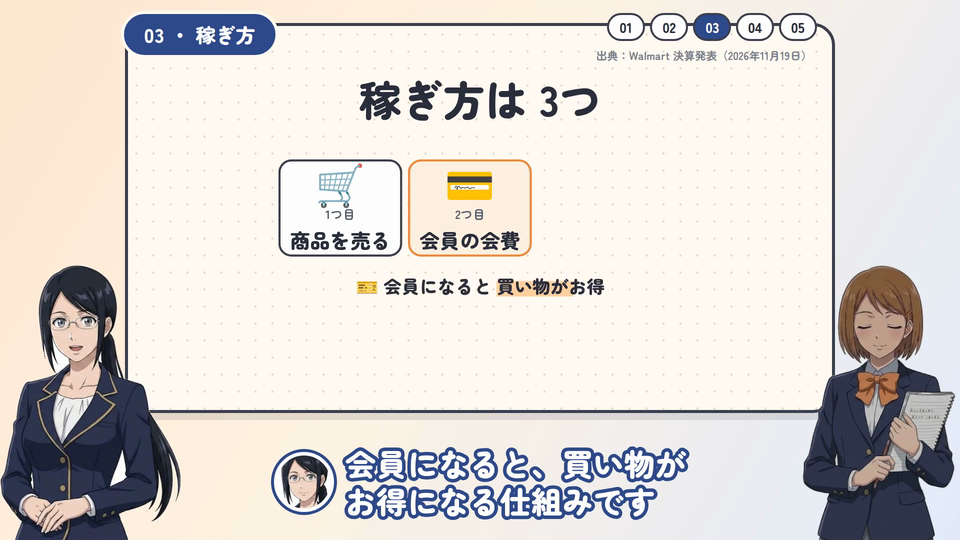 03 ・ 稼ぎ方
01 02 03 04 05
出典：Walmart 決算発表（2026年11月19日）
稼ぎ方は 3つ
1つ目
商品を売る
2つ目
会員の会費
会員になると 買い物がお得
会員になると、買い物が
お得になる仕組みです